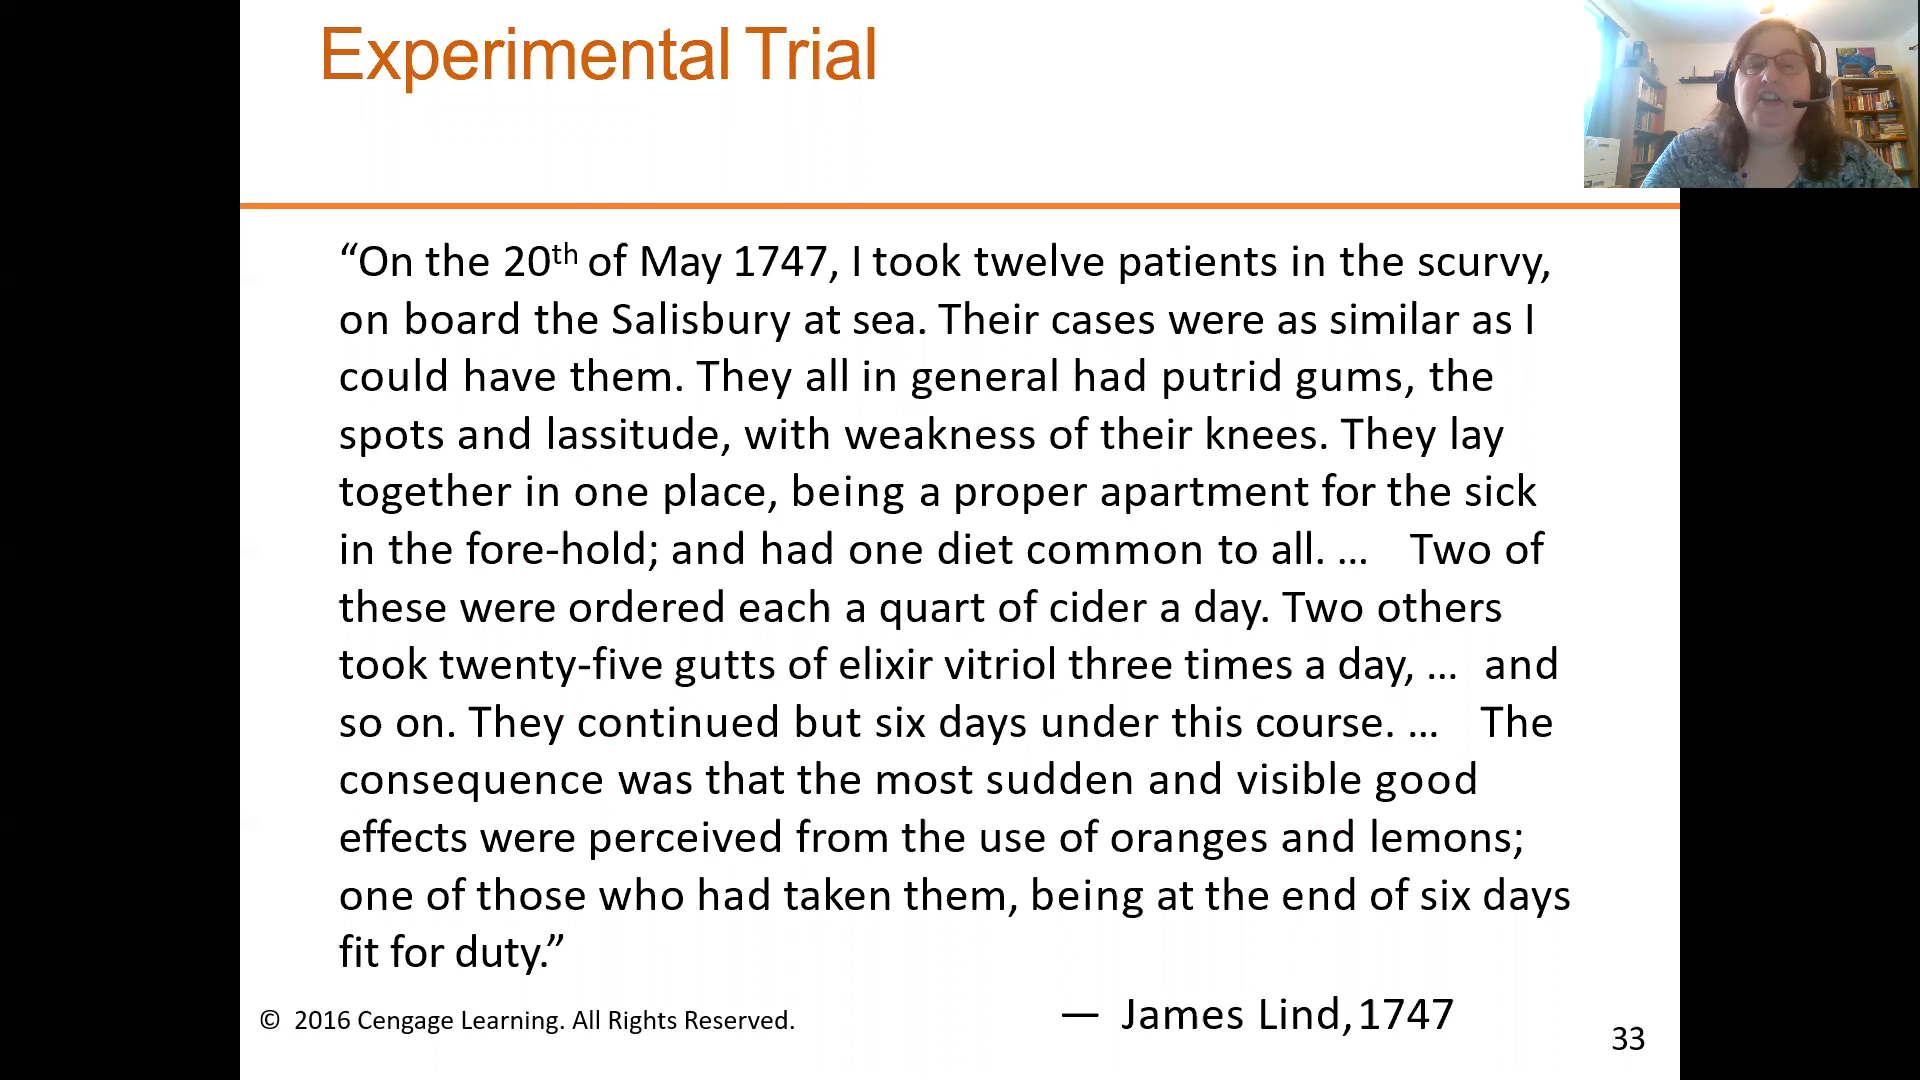 Experimental Trial
“On the 20th of May 1747, I took twelve patients in the scurvy,
on board the Salisbury at sea. Their cases were as similar as I
could have them. They all in general had putrid gums, the
spots and lassitude, with weakness of their knees. They lay
together in one place, being a proper apartment for the sick
in the fore-hold; and had one diet common to all. … Two of
these were ordered each a quart of cider a day. Two others
took twenty-five gutts of elixir vitriol three times a day, … and
so on. They continued but six days under this course. … The
consequence was that the most sudden and visible good
effects were perceived from the use of oranges and lemons;
one of those who had taken them, being at the end of six days
fit for duty.”
— James Lind, 1747
© 2016 Cengage Learning. All Rights Reserved.
33